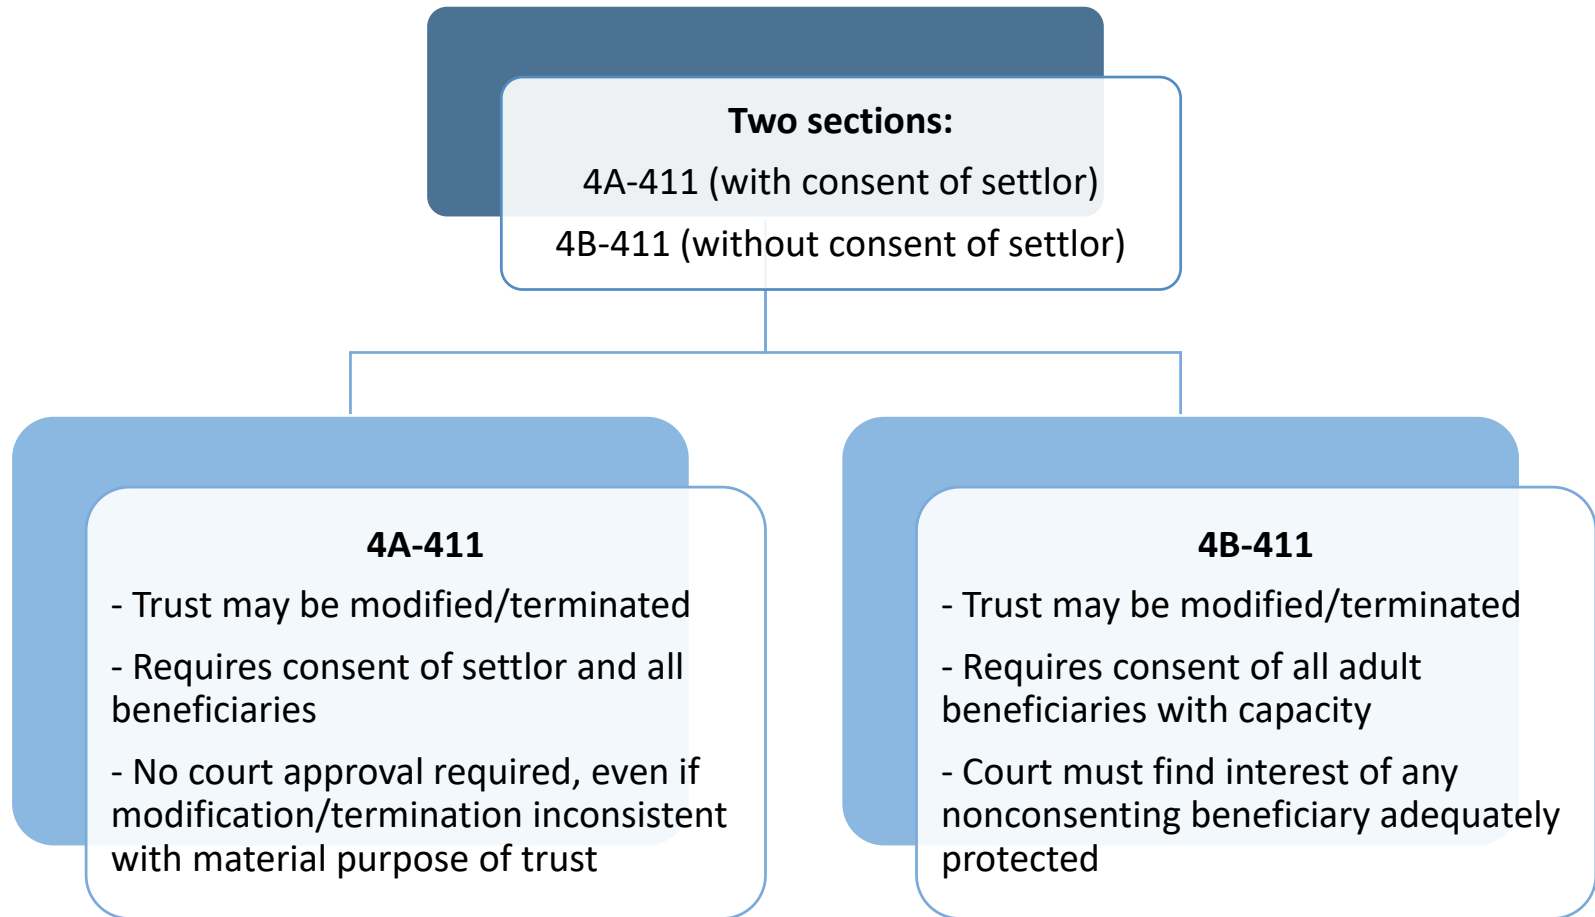 Two sections:
4A-411 (with consent of settlor)
4B-411 (without consent of settlor)
4A-411
- Trust may be modified/terminated
- Requires consent of settlor and all
beneficiaries
- No court approval required, even if
modification/termination inconsistent
with material purpose of trust
4B-411
- Trust may be modified/terminated
- Requires consent of all adult
beneficiaries with capacity
- Court must find interest of any
nonconsenting beneficiary adequately
protected